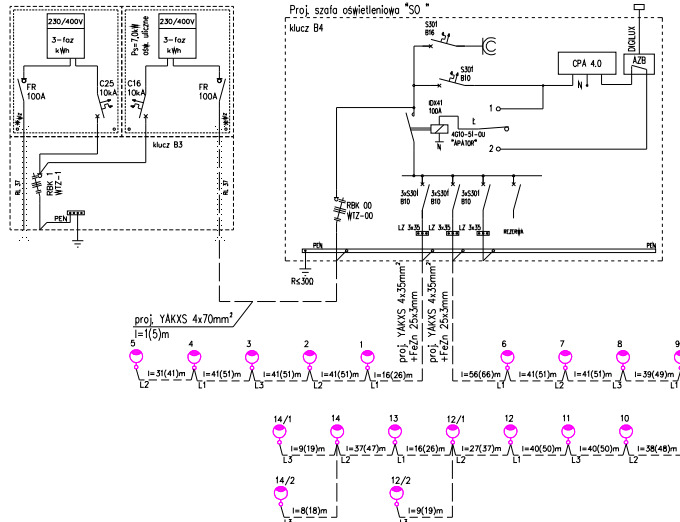 Proj. szafa oświetleniowa "SO "
klucz B4
230/400V
3-faz
kWh
Ps=7,0kW
ośw. uliczne
230/400V
3-faz
kWh
FR
100A
C25
10kA
C16
10kA
FR
100A
klucz B3
RBK 1
WTZ-1
RL 37
RL 37
PEN
S301
B16
S301
B10
DIGILUX
CPA 4.0
AZB
N
IDX41
100A
1
2
4G10-51-0U
"APATOR"
N
RBK 00
WTZ-00
3xS301
B10
3xS301
B10
3xS301
B10
LZ 3x35
LZ 3x35
LZ 3x35
REZERWA
PEN
PEN
R≤30Ω
proj. YAKXS 4x70mm²
l=1(5)m
proj. YAKXS 4x35mm²
+FeZn 25x3mm
proj. YAKXS 4x35mm²
+FeZn 25x3mm
5
4
3
2
1
6
7
8
9
l=31(41)m
l=41(51)m
l=41(51)m
l=41(51)m
l=16(26)m
l=56(66)m
l=41(51)m
l=41(51)m
l=39(49)m
L2
L1
L3
L2
L1
L1
L2
L3
L1
14/1
14
13
12/1
12
11
10
l=9(19)m
l=37(47)m
l=16(26)m
l=27(37)m
l=40(50)m
l=40(50)m
l=38(48)m
L3
L2
L1
L2
L1
L3
L2
14/2
12/2
l=8(18)m
l=9(19)m
L3
L3